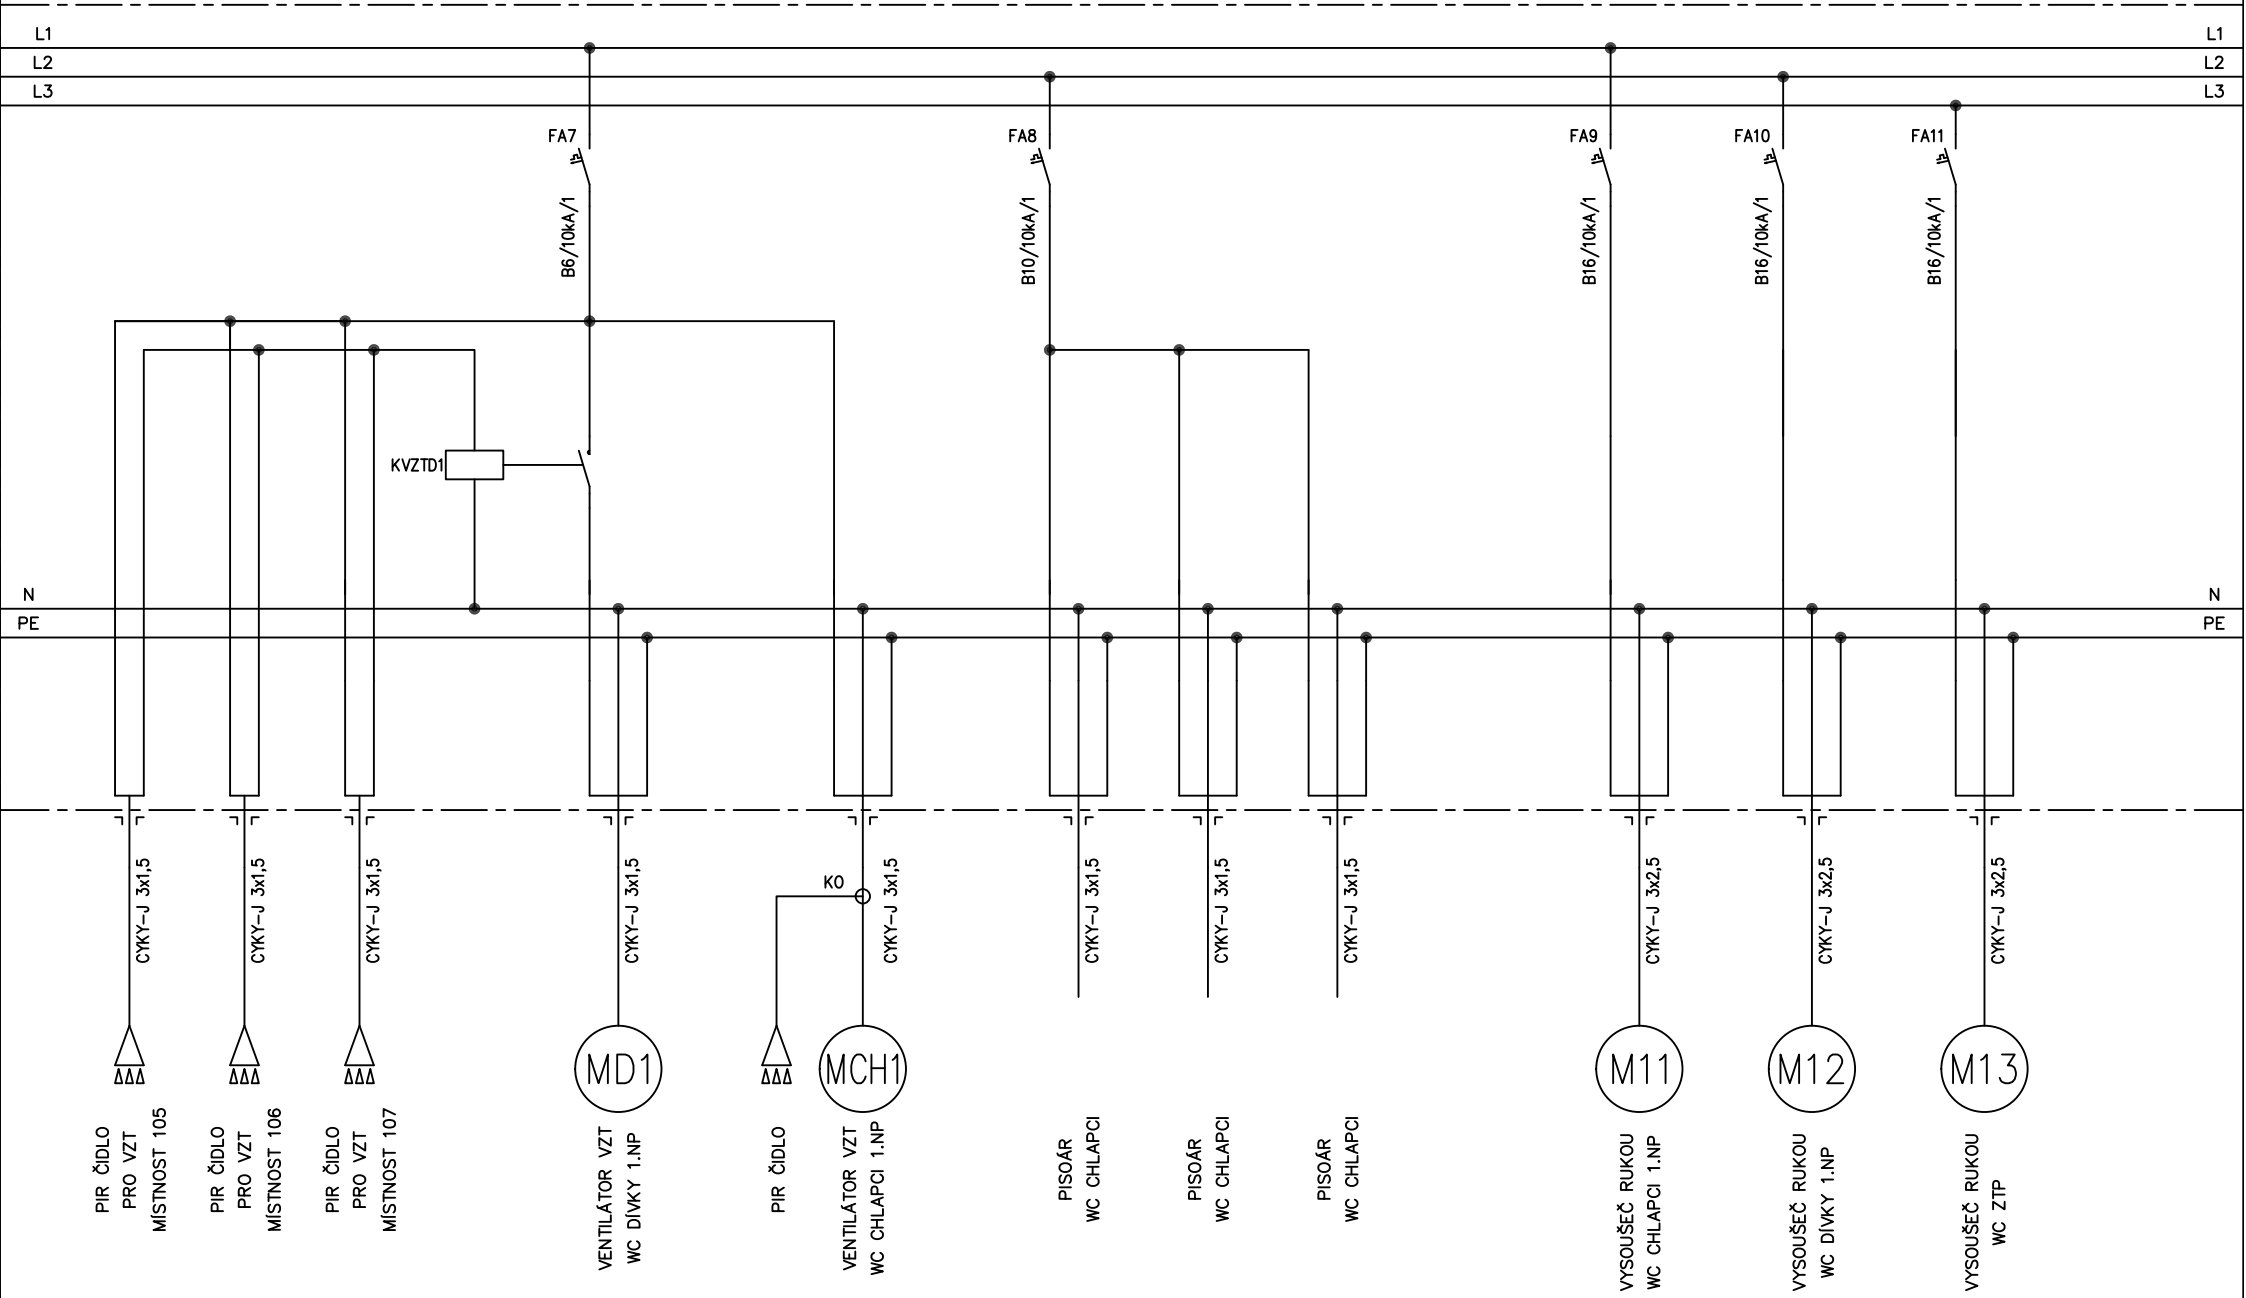 L1
L1
L2
L2
L3
L3
FA7
FA8
FA9
FA10
FA11
B6/10kA/1
B10/10kA/1
B16/10kA/1
B16/10kA/1
B16/10kA/1
KVZTD1
N
N
PE
PE
CYKY-J 3x1,5
CYKY-J 3x1,5
CYKY-J 3x1,5
CYKY-J 3x1,5
KO
CYKY-J 3x1,5
CYKY-J 3x1,5
CYKY-J 3x1,5
CYKY-J 3x1,5
CYKY-J 3x2,5
CYKY-J 3x2,5
CYKY-J 3x2,5
MD1
MCH1
M11
M12
M13
PIR ČIDLO
PRO VZT
MÍSTNOST 105
PIR ČIDLO
PRO VZT
MÍSTNOST 106
PIR ČIDLO
PRO VZT
MÍSTNOST 107
VENTILÁTOR VZT
WC DÍVKY 1.NP
PIR ČIDLO
VENTILÁTOR VZT
WC CHLAPCI 1.NP
PISOÁR
WC CHLAPCI
PISOÁR
WC CHLAPCI
PISOÁR
WC CHLAPCI
VYSOUŠEČ RUKOU
WC CHLAPCI 1.NP
VYSOUŠEČ RUKOU
WC DÍVKY 1.NP
VYSOUŠEČ RUKOU
WC ZTP